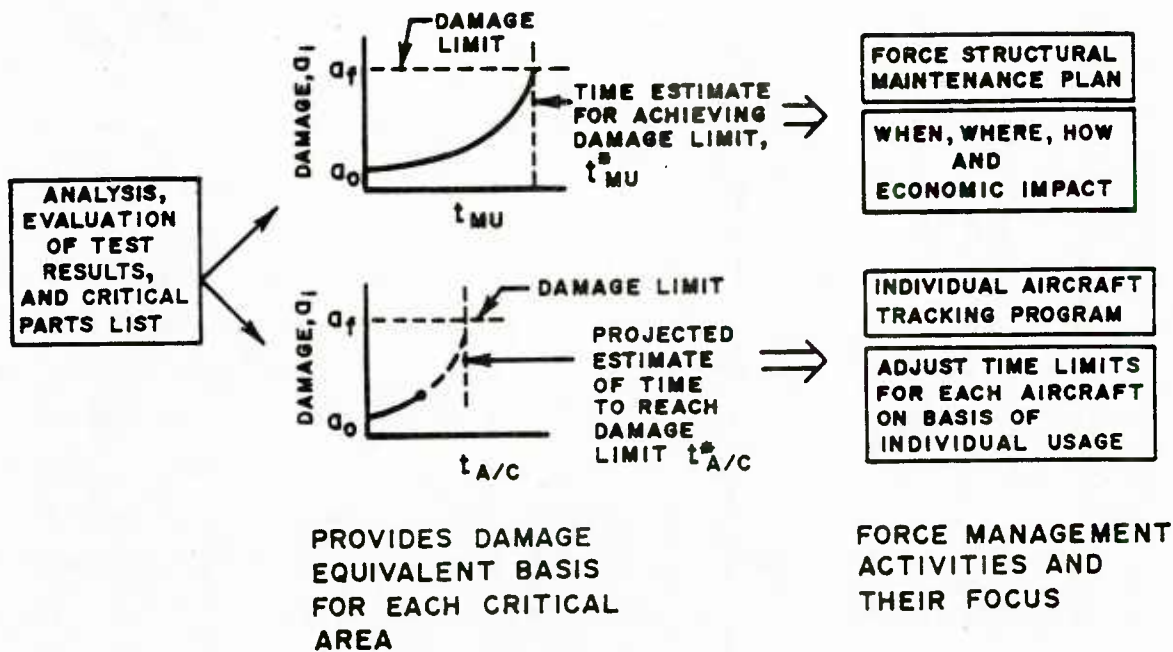 ANALYSIS,
EVALUATION
OF TEST
RESULTS,
AND CRITICAL
PARTS LIST
DAMAGE
LIMIT
DAMAGE, a_i
a_f
a_o
t_MU
TIME ESTIMATE
FOR ACHIEVING
DAMAGE LIMIT,
t*_MU
FORCE STRUCTURAL
MAINTENANCE PLAN
WHEN, WHERE, HOW
AND
ECONOMIC IMPACT
DAMAGE LIMIT
DAMAGE, a_i
a_f
a_o
t_A/C
PROJECTED
ESTIMATE
OF TIME
TO REACH
DAMAGE
LIMIT t*_A/C
INDIVIDUAL AIRCRAFT
TRACKING PROGRAM
ADJUST TIME LIMITS
FOR EACH AIRCRAFT
ON BASIS OF
INDIVIDUAL USAGE
PROVIDES DAMAGE
EQUIVALENT BASIS
FOR EACH CRITICAL
AREA
FORCE MANAGEMENT
ACTIVITIES AND
THEIR FOCUS